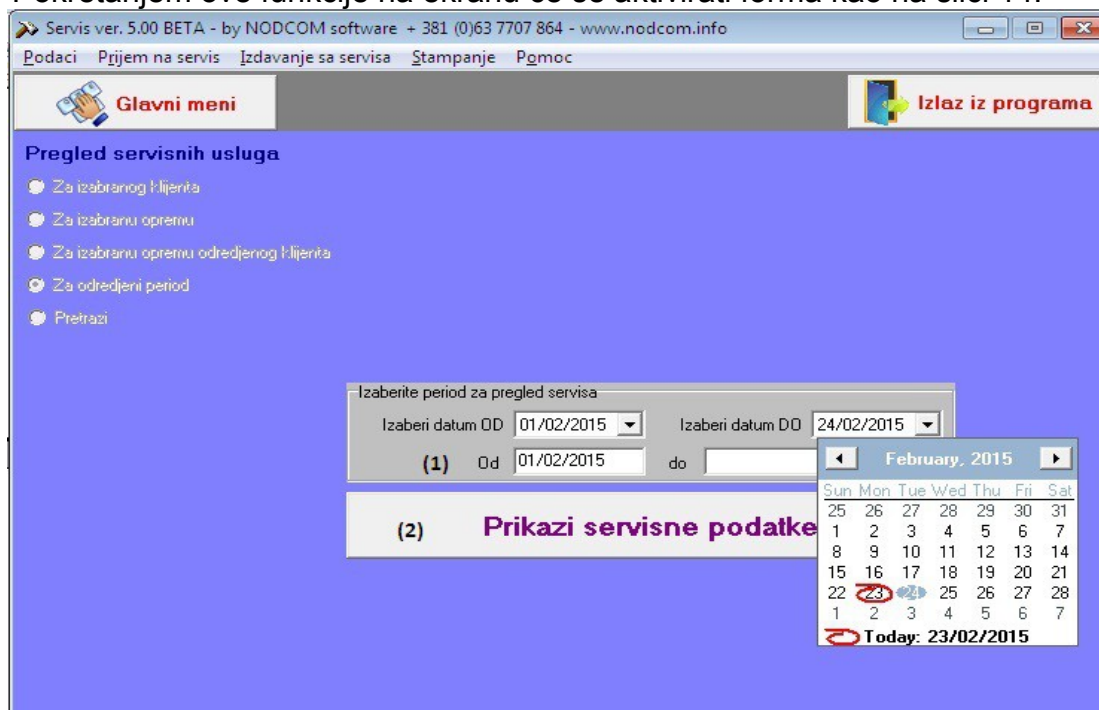 Servis ver. 5.00 BETA - by NODCOM software + 381 (0)63 7707 864 - www.nodcom.info
Podaci Prijem na servis Izdavanje sa servisa Stampanje Pomoc
Glavni meni
Izlaz iz programa
Pregled servisnih usluga
Za izabranog klijenta
Za izabranu opremu
Za izabranu opremu odredjenog klijenta
Za odredjeni period
Pretrazi
Izaberite period za pregled servisa
Izaberi datum OD 01/02/2015 Izaberi datum DO 24/02/2015
(1) Od 01/02/2015 do
(2) Prikazi servisne podatke
February, 2015
Sun Mon Tue Wed Thu Fri Sat
25 26 27 28 29 30 31
1 2 3 4 5 6 7
8 9 10 11 12 13 14
15 16 17 18 19 20 21
22 23 24 25 26 27 28
1 2 3 4 5 6 7
Today: 23/02/2015